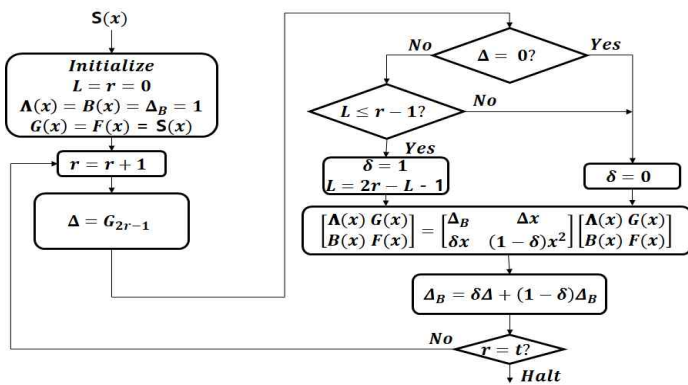 S(x)
Initialize
L = r = 0
Λ(x) = B(x) = Δ_B = 1
G(x) = F(x) = S(x)
r = r + 1
Δ = G_{2r−1}
Δ = 0?
No
Yes
L ≤ r − 1?
No
Yes
δ = 1
L = 2r − L - 1
δ = 0
[Λ(x) G(x)] = [Δ_B Δx] [Λ(x) G(x)]
[B(x) F(x)] [δx (1 − δ)x²] [B(x) F(x)]
Δ_B = δΔ + (1 − δ)Δ_B
No
r = t?
Halt